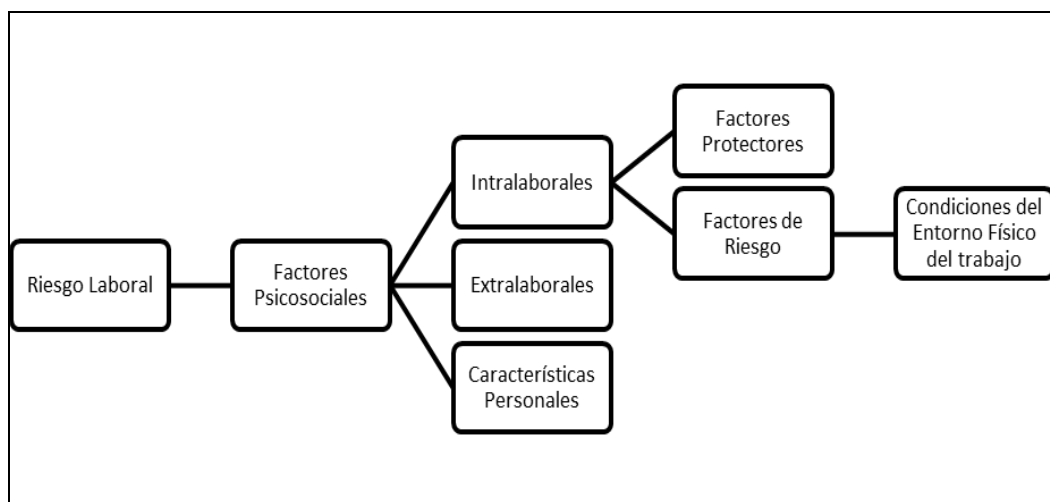 Riesgo Laboral
Factores
Psicosociales
Intralaborales
Extralaborales
Características
Personales
Factores
Protectores
Factores de
Riesgo
Condiciones del
Entorno Físico
del trabajo